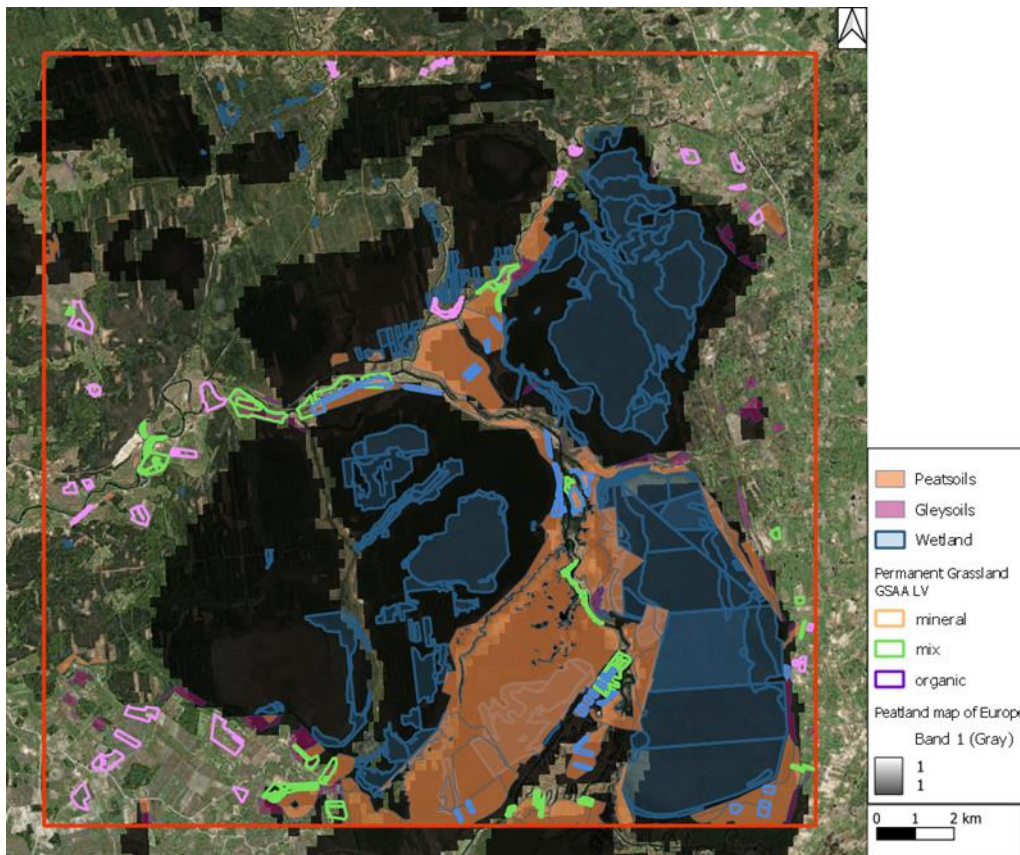 Peatsoils
Gleysoils
Wetland
Permanent Grassland
GSAA LV
mineral
mix
organic
Peatland map of Europe
Band 1 (Gray)
1
1
0 1 2 km